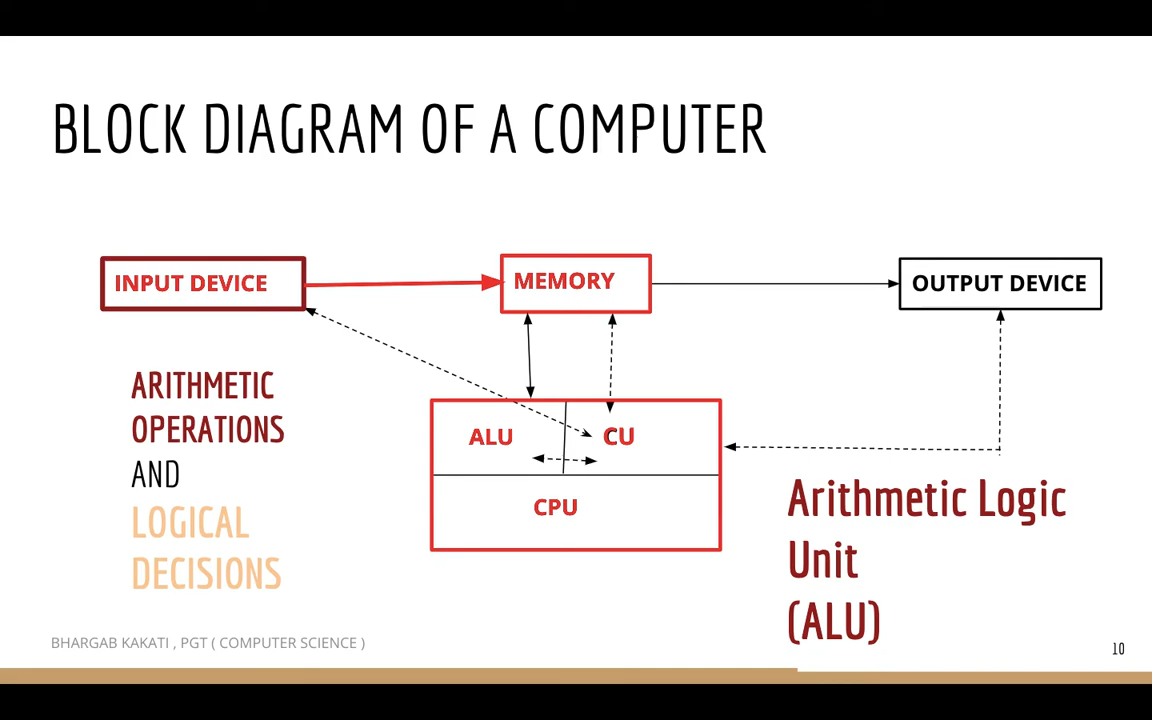 BLOCK DIAGRAM OF A COMPUTER
INPUT DEVICE
MEMORY
OUTPUT DEVICE
ARITHMETIC
OPERATIONS
AND
LOGICAL
DECISIONS
ALU
CU
CPU
Arithmetic Logic
Unit
(ALU)
BHARGAB KAKATI , PGT ( COMPUTER SCIENCE )
10